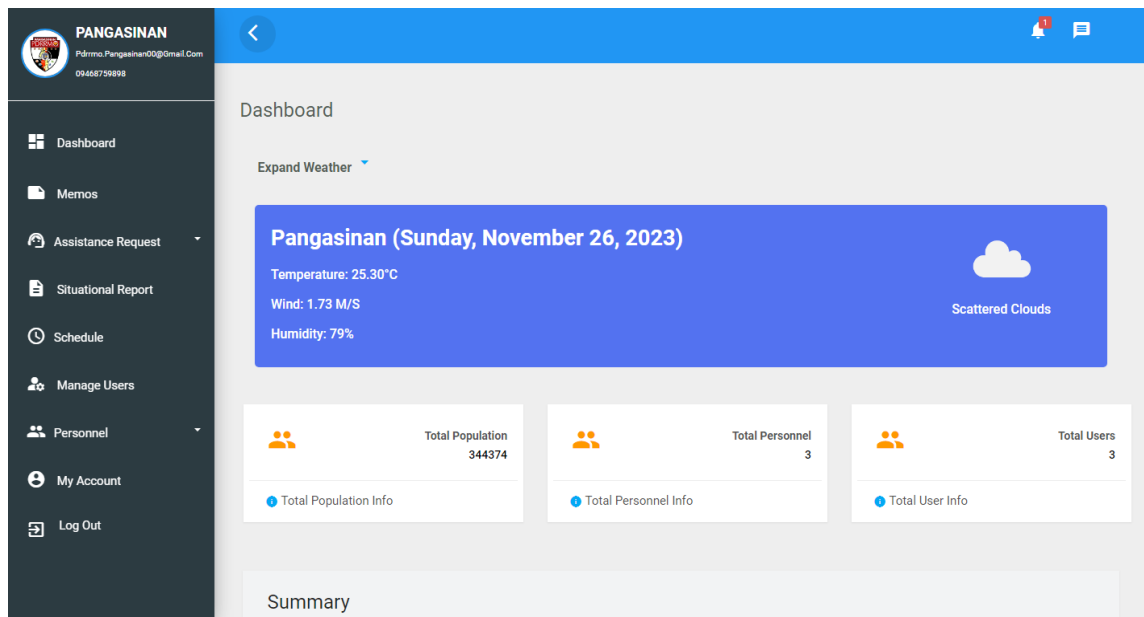 PANGASINAN
Pdrrmo.Pangasinan00@Gmail.Com
09468759898
Dashboard
Memos
Assistance Request
Situational Report
Schedule
Manage Users
Personnel
My Account
Log Out
1
Dashboard
Expand Weather
Pangasinan (Sunday, November 26, 2023)
Temperature: 25.30°C
Wind: 1.73 M/S
Humidity: 79%
Scattered Clouds
Total Population
344374
Total Population Info
Total Personnel
3
Total Personnel Info
Total Users
3
Total User Info
Summary